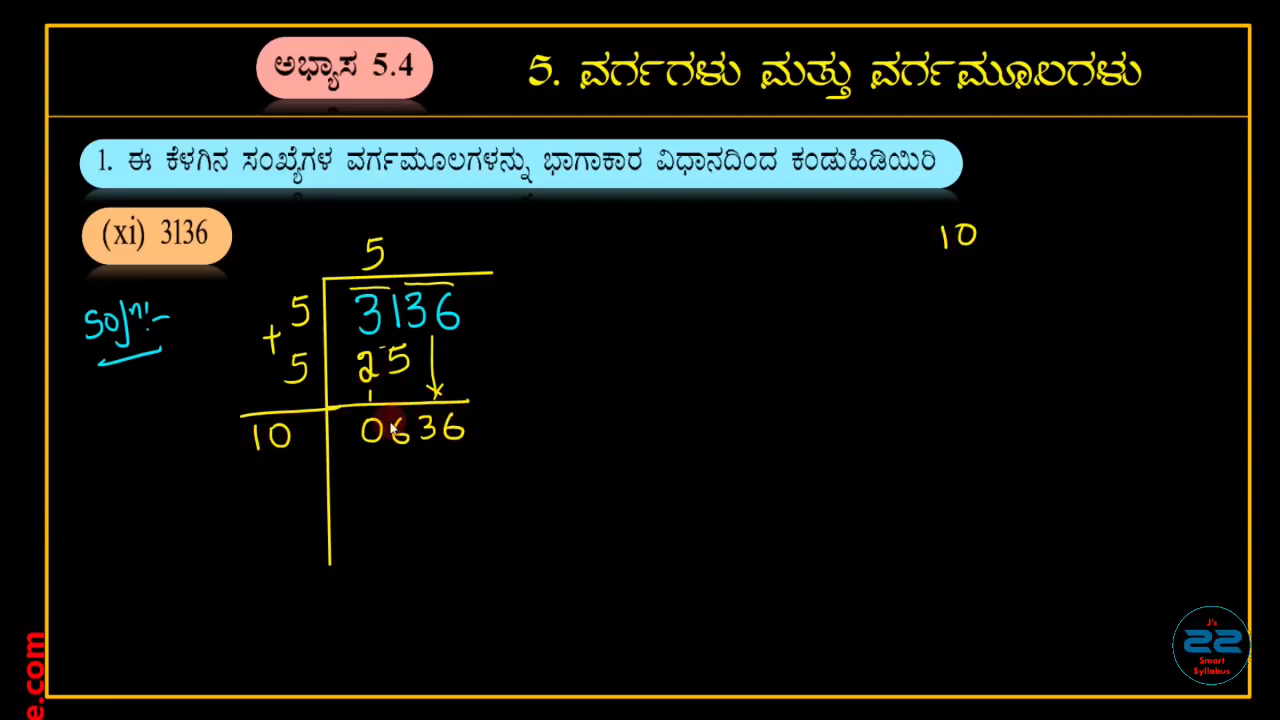 ಅಭ್ಯಾಸ 5.4
5. ವರ್ಗಗಳು ಮತ್ತು ವರ್ಗಮೂಲಗಳು
1. ಈ ಕೆಳಗಿನ ಸಂಖ್ಯೆಗಳ ವರ್ಗಮೂಲಗಳನ್ನು ಭಾಗಾಕಾರ ವಿಧಾನದಿಂದ ಕಂಡುಹಿಡಿಯಿರಿ
(xi) 3136
10
5
Soln:-
5 3136
+ 5 25
10 0636
e.com
J's
22
Smart
Syllabus